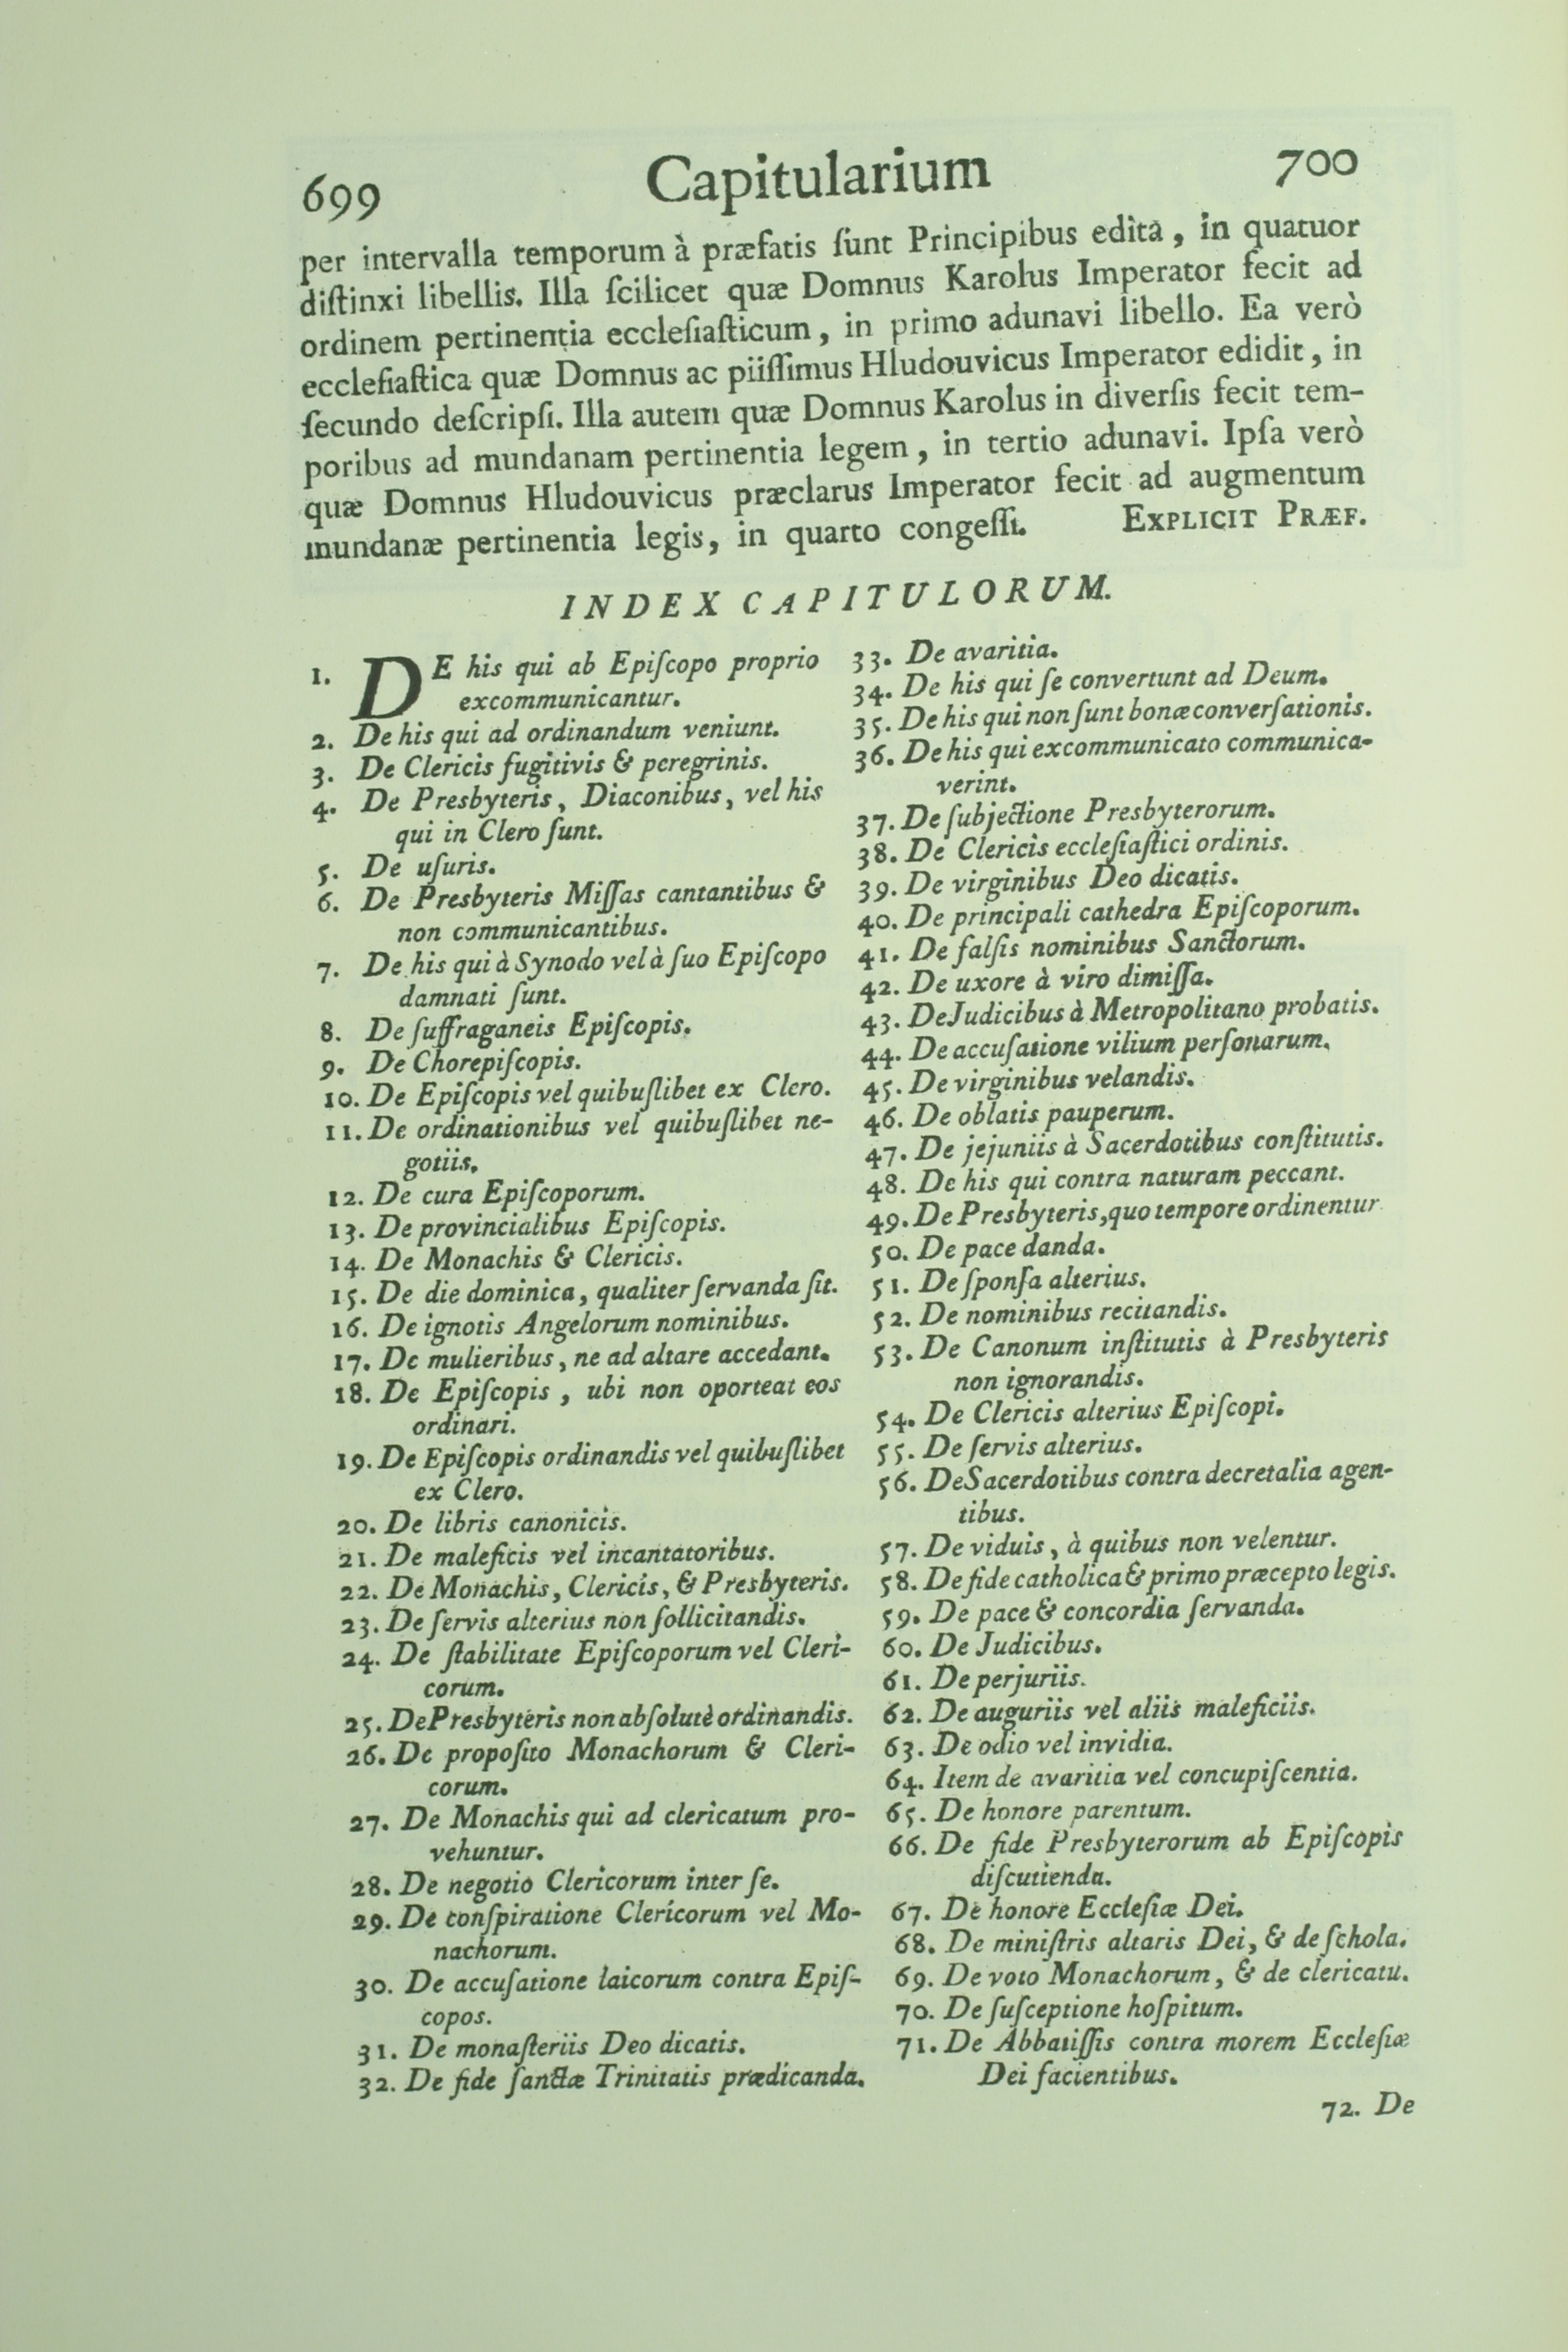 699 Capitularium 700
per intervalla temporum à præfatis ſunt Principibus edita, in quatuor
diſtinxi libellis. Illa ſcilicet quæ Domnus Karolus Imperator fecit ad
ordinem pertinentia eccleſiaſticum, in primo adunavi libello. Ea verò
eccleſiaſtica quæ Domnus ac piiſſimus Hludouvicus Imperator edidit, in
ſecundo deſcripſi. Illa autem quæ Domnus Karolus in diverſis fecit tem-
poribus ad mundanam pertinentia legem, in tertio adunavi. Ipſa verò
quæ Domnus Hludouvicus præclarus Imperator fecit ad augmentum
mundanæ pertinentia legis, in quarto congeſſi. EXPLICIT PRÆF.
INDEX CAPITULORUM.
1. DE his qui ab Epiſcopo proprio
excommunicantur.
2. De his qui ad ordinandum veniunt.
3. De Clericis fugitivis & peregrinis.
4. De Presbyteris, Diaconibus, vel his
qui in Clero ſunt.
5. De uſuris.
6. De Presbyteris Miſſas cantantibus &
non communicantibus.
7. De his qui à Synodo vel à ſuo Epiſcopo
damnati ſunt.
8. De ſuffraganeis Epiſcopis.
9. De Chorepiſcopis.
10. De Epiſcopis vel quibuſlibet ex Clero.
11. De ordinationibus vel quibuſlibet ne-
gotiis.
12. De cura Epiſcoporum.
13. De provincialibus Epiſcopis.
14. De Monachis & Clericis.
15. De die dominica, qualiter ſervanda ſit.
16. De ignotis Angelorum nominibus.
17. De mulieribus, ne ad altare accedant.
18. De Epiſcopis, ubi non oporteat eos
ordinari.
19. De Epiſcopis ordinandis vel quibuſlibet
ex Clero.
20. De libris canonicis.
21. De maleficis vel incantatoribus.
22. De Monachis, Clericis, & Presbyteris.
23. De ſervis alterius non ſollicitandis.
24. De ſtabilitate Epiſcoporum vel Cleri-
corum.
25. De Presbyteris non abſolutè ordinandis.
26. De propoſito Monachorum & Cleri-
corum.
27. De Monachis qui ad clericatum pro-
vehuntur.
28. De negotio Clericorum inter ſe.
29. De conſpiratione Clericorum vel Mo-
nachorum.
30. De accuſatione laicorum contra Epiſ-
copos.
31. De monaſteriis Deo dicatis.
32. De fide ſanctæ Trinitatis prædicanda.
33. De avaritia.
34. De his qui ſe convertunt ad Deum.
35. De his qui non ſunt bonæ converſationis.
36. De his qui excommunicato communica-
verint.
37. De ſubjectione Presbyterorum.
38. De Clericis eccleſiaſtici ordinis.
39. De virginibus Deo dicatis.
40. De principali cathedra Epiſcoporum.
41. De falſis nominibus Sanctorum.
42. De uxore à viro dimiſſa.
43. De Judicibus à Metropolitano probatis.
44. De accuſatione vilium perſonarum.
45. De virginibus velandis.
46. De oblatis pauperum.
47. De jejuniis à Sacerdotibus conſtitutis.
48. De his qui contra naturam peccant.
49. De Presbyteris, quo tempore ordinentur
50. De pace danda.
51. De ſponſa alterius.
52. De nominibus recitandis.
53. De Canonum inſtitutis à Presbyteris
non ignorandis.
54. De Clericis alterius Epiſcopi.
55. De ſervis alterius.
56. De Sacerdotibus contra decretalia agen-
tibus.
57. De viduis, à quibus non velentur.
58. De fide catholica & primo præcepto legis.
59. De pace & concordia ſervanda.
60. De Judicibus.
61. De perjuriis.
62. De auguriis vel aliis maleficiis.
63. De odio vel invidia.
64. Item de avaritia vel concupiſcentia.
65. De honore parentum.
66. De fide Presbyterorum ab Epiſcopis
diſcutienda.
67. De honore Eccleſiæ Dei.
68. De miniſtris altaris Dei, & de ſchola.
69. De voto Monachorum, & de clericatu.
70. De ſuſceptione hoſpitum.
71. De Abbatiſſis contra morem Eccleſiæ
Dei facientibus.
72. De